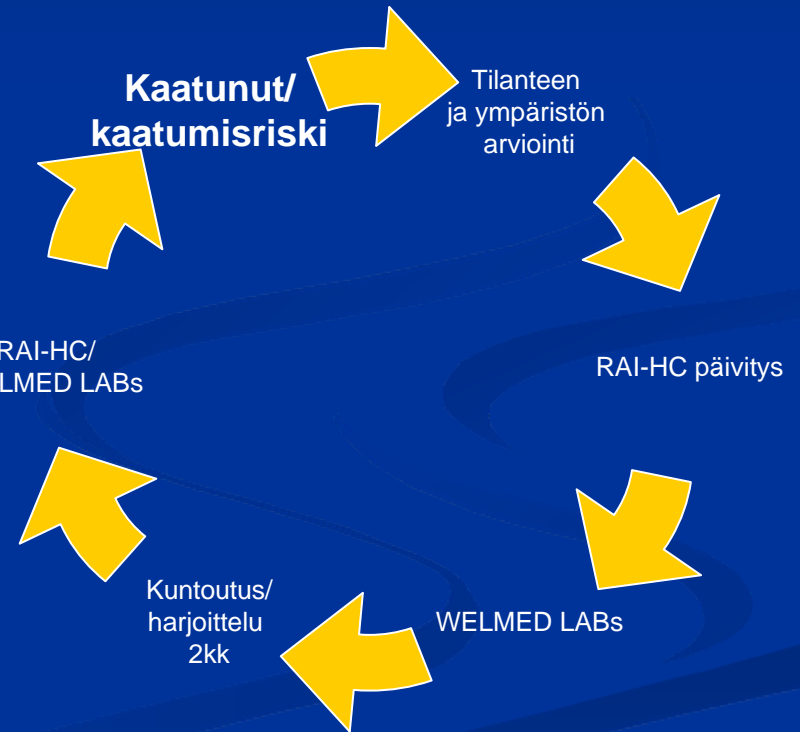 Kaatunut/
kaatumisriski
Tilanteen
ja ympäristön
arviointi
RAI-HC päivitys
WELMED LABs
Kuntoutus/
harjoittelu
2kk
RAI-HC/
LMED LABs